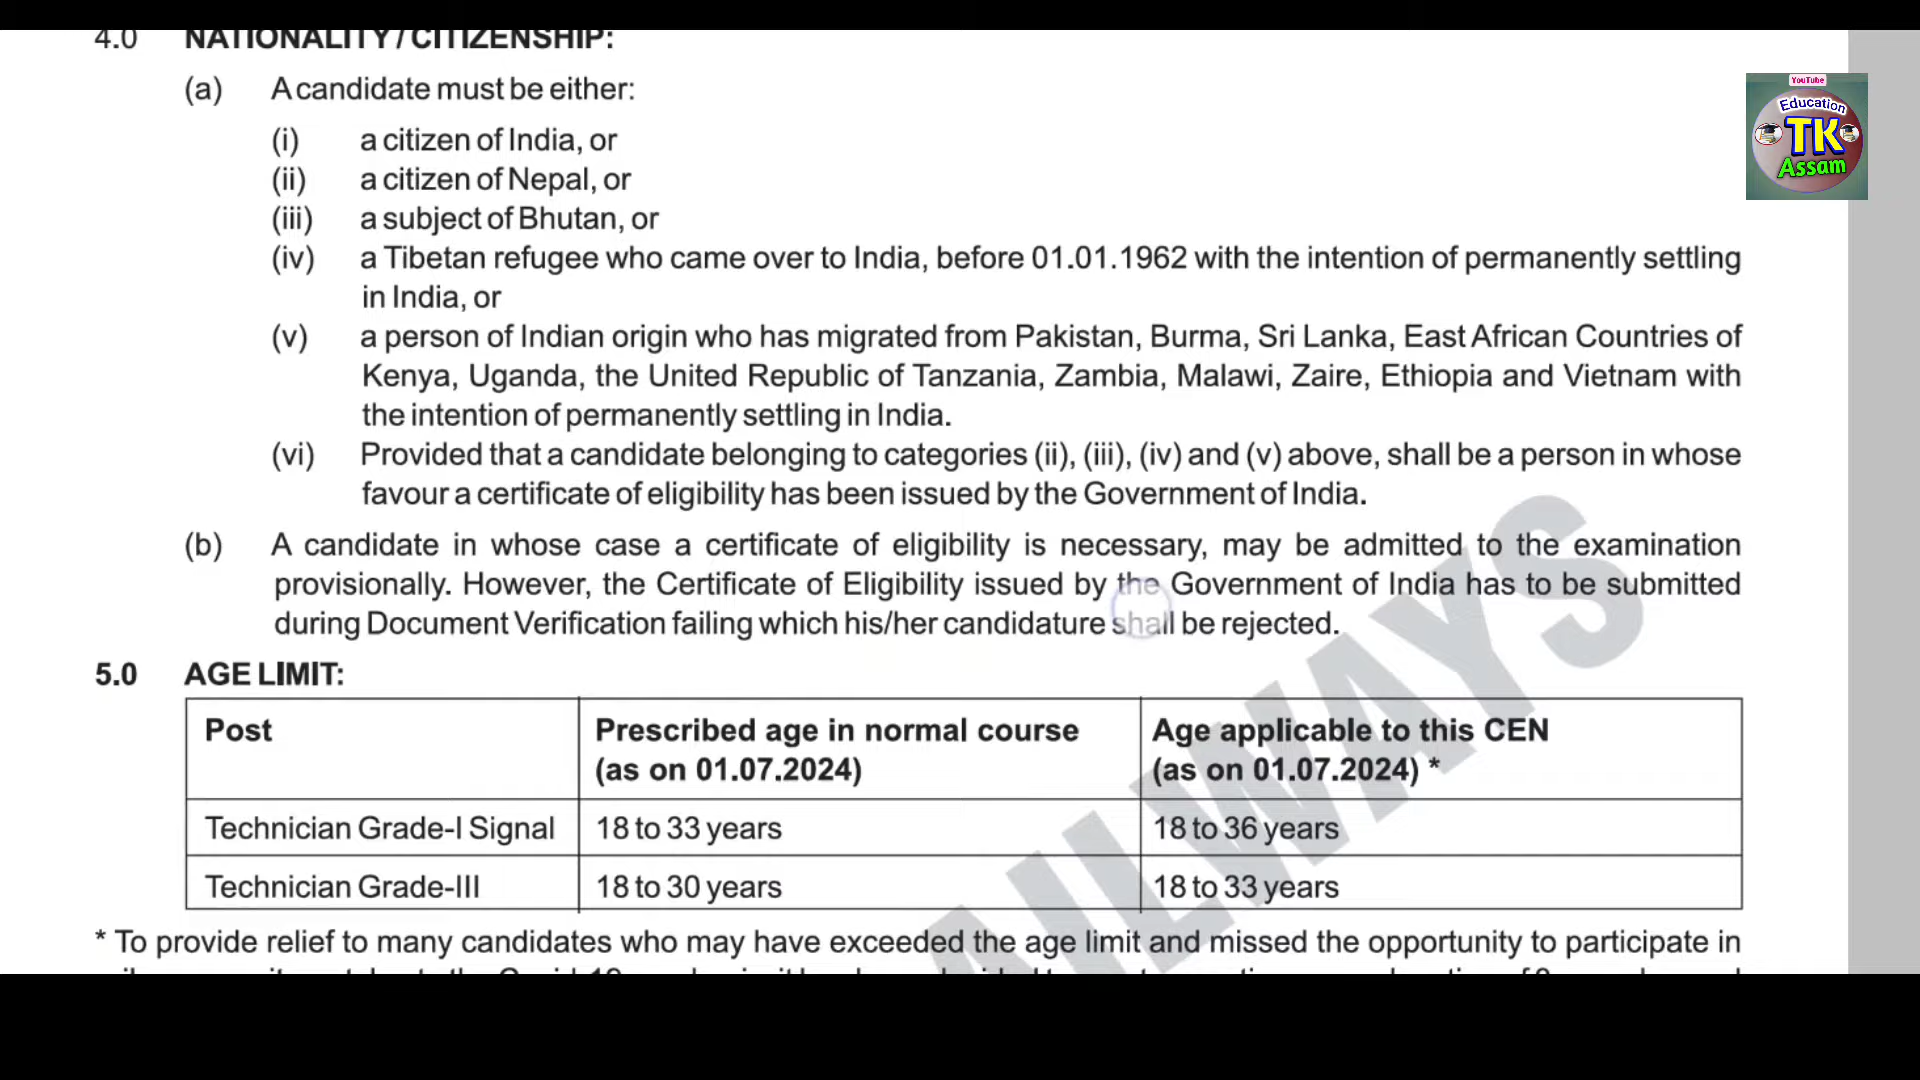 4.0 NATIONALITY / CITIZENSHIP:
(a) A candidate must be either:
(i) a citizen of India, or
(ii) a citizen of Nepal, or
(iii) a subject of Bhutan, or
(iv) a Tibetan refugee who came over to India, before 01.01.1962 with the intention of permanently settling
in India, or
(v) a person of Indian origin who has migrated from Pakistan, Burma, Sri Lanka, East African Countries of
Kenya, Uganda, the United Republic of Tanzania, Zambia, Malawi, Zaire, Ethiopia and Vietnam with
the intention of permanently settling in India.
(vi) Provided that a candidate belonging to categories (ii), (iii), (iv) and (v) above, shall be a person in whose
favour a certificate of eligibility has been issued by the Government of India.
(b) A candidate in whose case a certificate of eligibility is necessary, may be admitted to the examination
provisionally. However, the Certificate of Eligibility issued by the Government of India has to be submitted
during Document Verification failing which his/her candidature shall be rejected.
5.0 AGE LIMIT:
Post Prescribed age in normal course Age applicable to this CEN
(as on 01.07.2024) (as on 01.07.2024) *
Technician Grade-I Signal 18 to 33 years 18 to 36 years
Technician Grade-III 18 to 30 years 18 to 33 years
* To provide relief to many candidates who may have exceeded the age limit and missed the opportunity to participate in
YouTube
Education
TK
Assam
AILWAYS